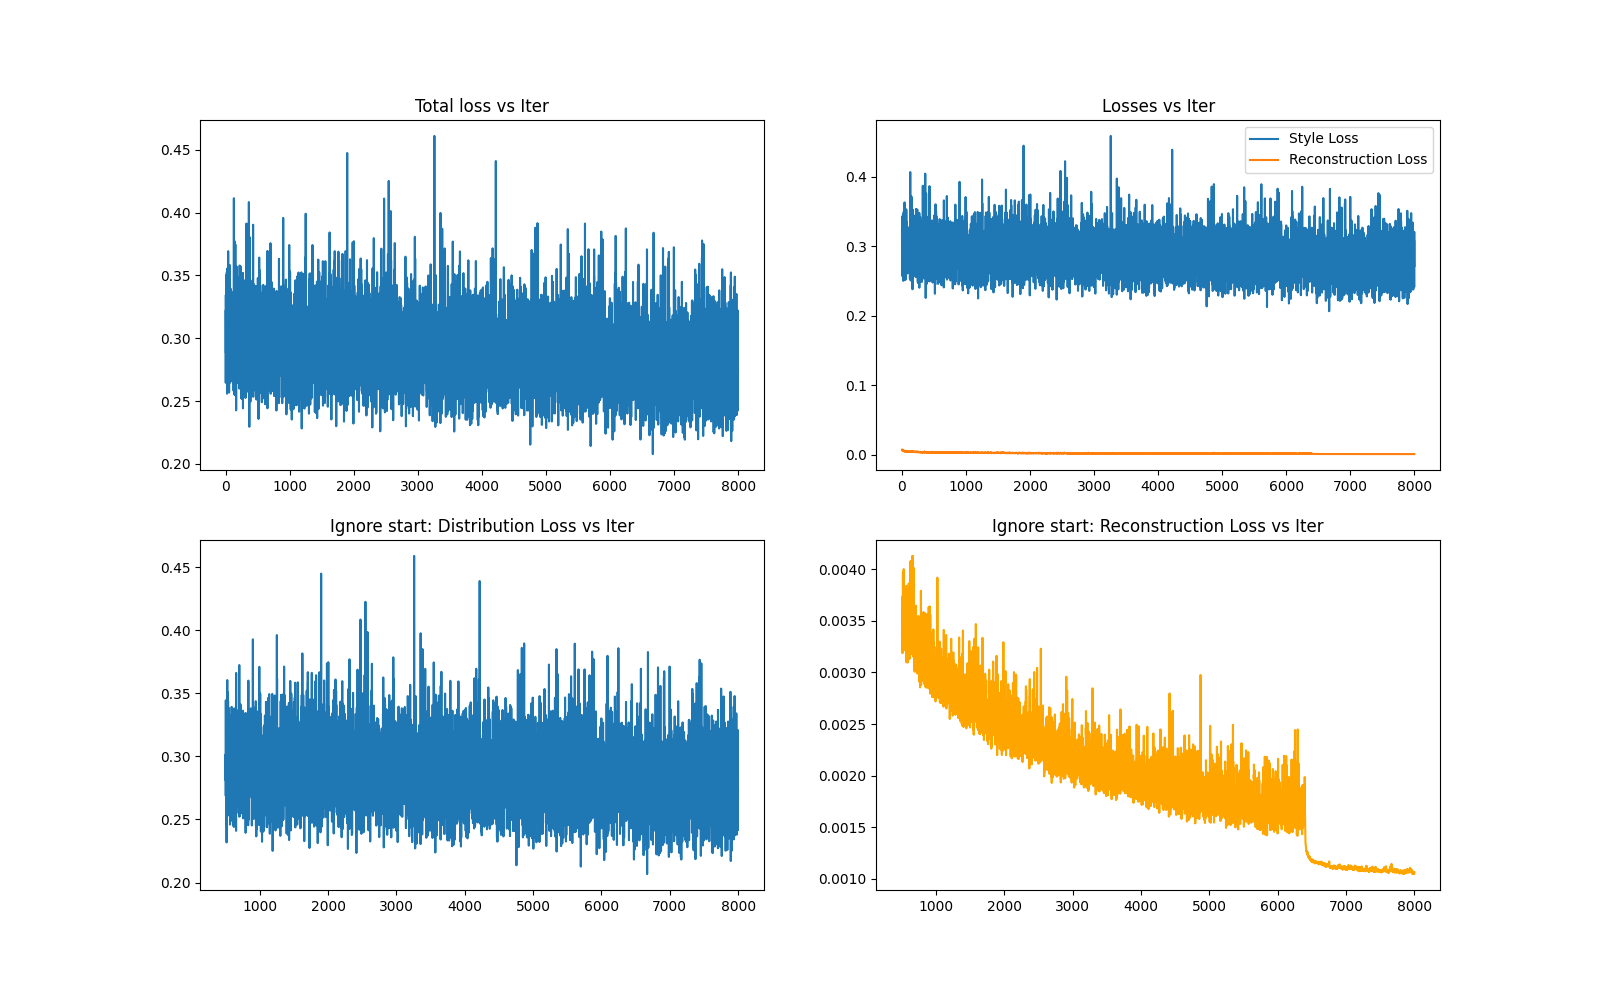 Total loss vs Iter
0.45
0.40
0.35
0.30
0.25
0.20
0 1000 2000 3000 4000 5000 6000 7000 8000
Losses vs Iter
Style Loss
Reconstruction Loss
0.4
0.3
0.2
0.1
0.0
0 1000 2000 3000 4000 5000 6000 7000 8000
Ignore start: Distribution Loss vs Iter
0.45
0.40
0.35
0.30
0.25
0.20
1000 2000 3000 4000 5000 6000 7000 8000
Ignore start: Reconstruction Loss vs Iter
0.0040
0.0035
0.0030
0.0025
0.0020
0.0015
0.0010
1000 2000 3000 4000 5000 6000 7000 8000